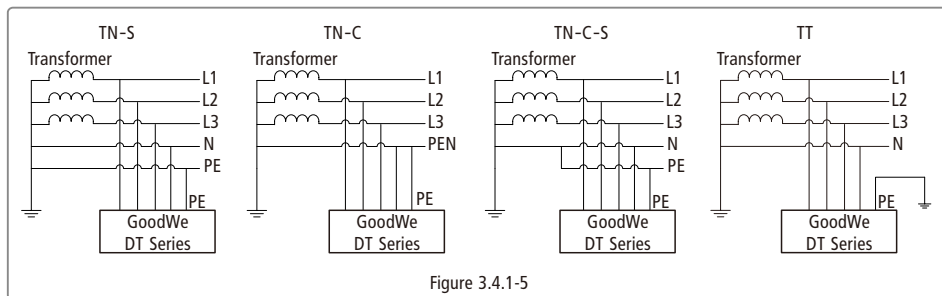 TN-S
Transformer
L1
L2
L3
N
PE
PE
GoodWe
DT Series
TN-C
Transformer
L1
L2
L3
PEN
PE
GoodWe
DT Series
TN-C-S
Transformer
L1
L2
L3
N
PE
PE
GoodWe
DT Series
TT
Transformer
L1
L2
L3
N
PE
GoodWe
DT Series
Figure 3.4.1-5